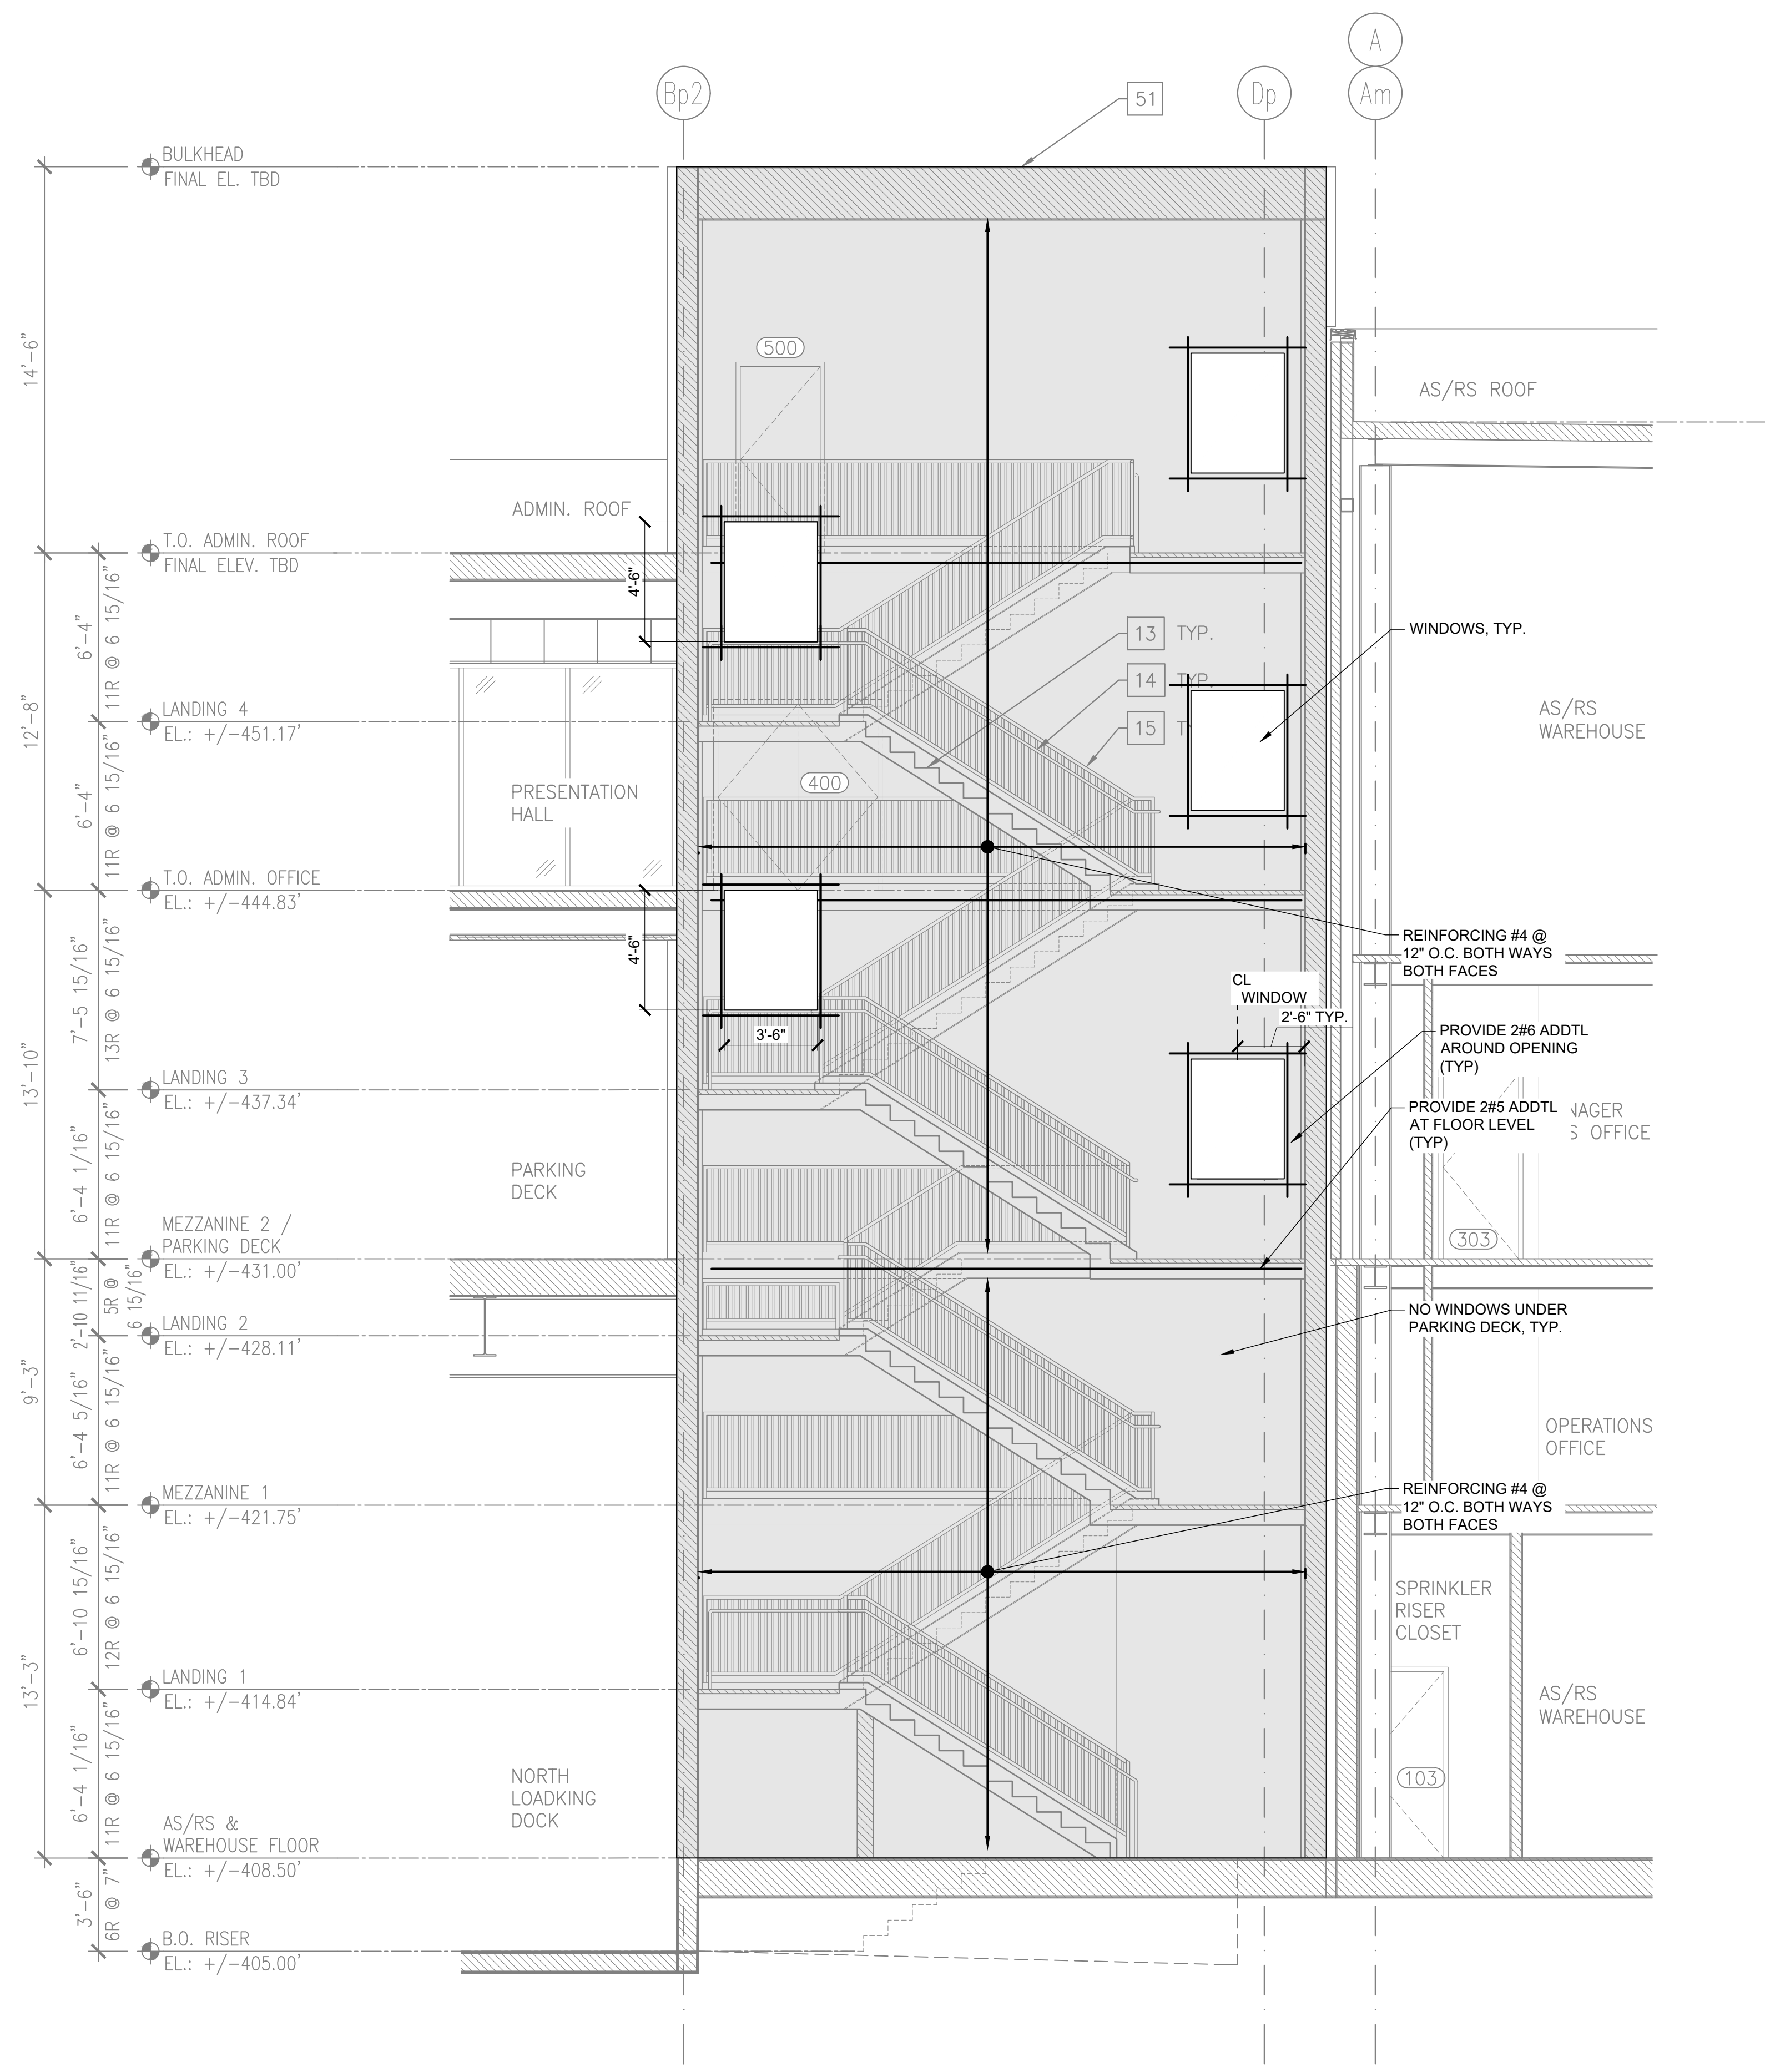 A
Bp2
Dp
Am
51
BULKHEAD
FINAL EL. TBD
14'-6"
500
AS/RS ROOF
ADMIN. ROOF
T.O. ADMIN. ROOF
FINAL ELEV. TBD
4'-6"
6'-4"
11R @ 6 15/16"
12'-8"
13 TYP.
WINDOWS, TYP.
14 TYP.
15
LANDING 4
EL.: +/-451.17'
AS/RS
WAREHOUSE
6'-4"
11R @ 6 15/16"
PRESENTATION
HALL
400
T.O. ADMIN. OFFICE
EL.: +/-444.83'
4'-6"
REINFORCING #4 @
12" O.C. BOTH WAYS
BOTH FACES
7'-5 15/16"
13R @ 6 15/16"
13'-10"
CL
WINDOW
2'-6" TYP.
3'-6"
PROVIDE 2#6 ADDTL
AROUND OPENING
(TYP)
LANDING 3
EL.: +/-437.34'
PROVIDE 2#5 ADDTL
AT FLOOR LEVEL
(TYP)
NAGER
S OFFICE
6'-4 1/16"
11R @ 6 15/16"
PARKING
DECK
MEZZANINE 2 /
PARKING DECK
EL.: +/-431.00'
303
2'-10 11/16"
5R @
6 15/16"
NO WINDOWS UNDER
PARKING DECK, TYP.
LANDING 2
EL.: +/-428.11'
9'-3"
6'-4 5/16"
11R @ 6 15/16"
OPERATIONS
OFFICE
MEZZANINE 1
EL.: +/-421.75'
REINFORCING #4 @
12" O.C. BOTH WAYS
BOTH FACES
13'-3"
6'-10 15/16"
12R @ 6 15/16"
SPRINKLER
RISER
CLOSET
LANDING 1
EL.: +/-414.84'
AS/RS
WAREHOUSE
6'-4 1/16"
11R @ 6 15/16"
NORTH
LOADKING
DOCK
103
AS/RS &
WAREHOUSE FLOOR
EL.: +/-408.50'
3'-6"
6R @ 7"
B.O. RISER
EL.: +/-405.00'